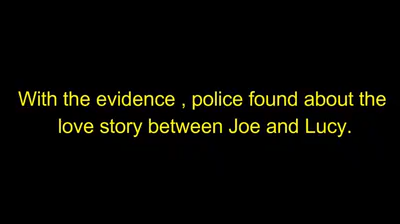 With the evidence , police found about the
love story between Joe and Lucy.